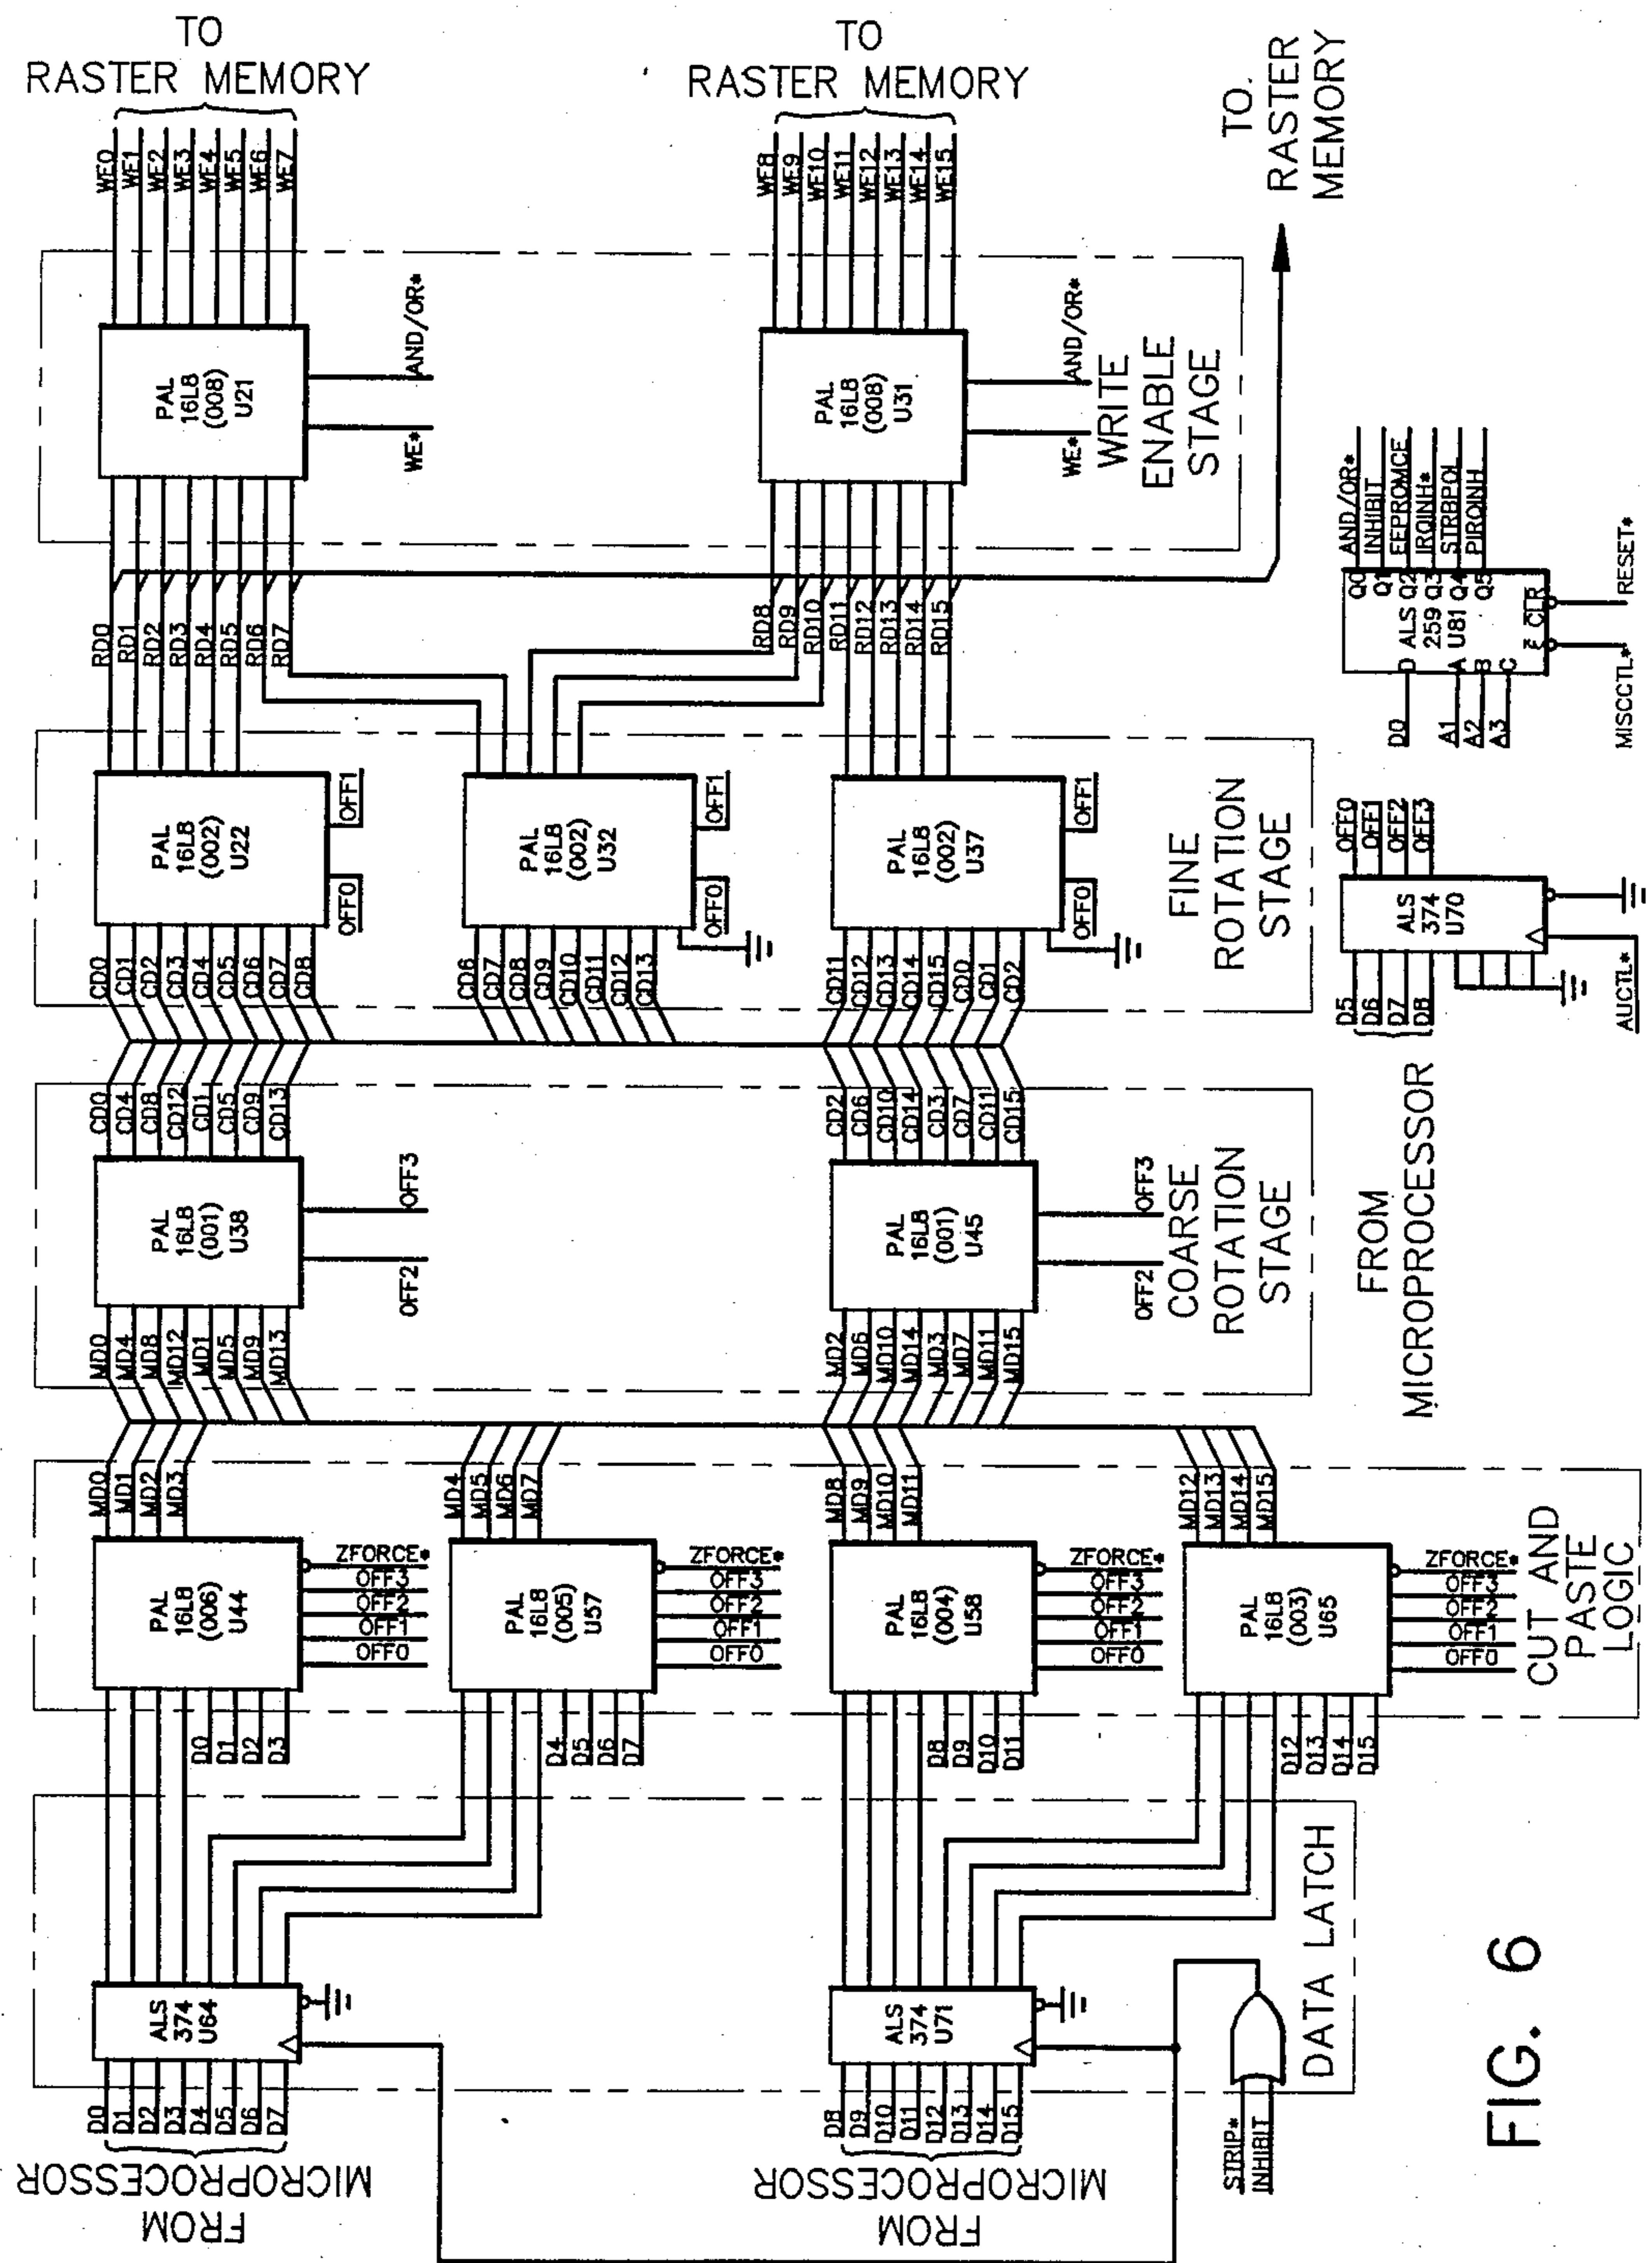 TO
RASTER MEMORY
TO
RASTER MEMORY
TO.
RASTER
MEMORY
WE0
WE1
WE2
WE3
WE4
WE5
WE6
WE7
WE8
WE9
WE10
WE11
WE12
WE13
WE14
WE15
PAL
16L8
(008)
U21
WE*
AND/OR*
PAL
16L8
(008)
U31
WE*
AND/OR*
WRITE
ENABLE
STAGE
RD0
RD1
RD2
RD3
RD4
RD5
RD6
RD7
RD8
RD9
RD10
RD11
RD12
RD13
RD14
RD15
PAL
16L8
(002)
U22
OFF0
OFF1
PAL
16L8
(002)
U32
OFF0
OFF1
PAL
16L8
(002)
U37
OFF0
OFF1
FINE
ROTATION
STAGE
CD0
CD1
CD2
CD3
CD4
CD5
CD6
CD7
CD8
CD6
CD7
CD8
CD9
CD10
CD11
CD12
CD13
CD11
CD12
CD13
CD14
CD15
CD0
CD1
CD2
CD0
CD4
CD8
CD12
CD1
CD5
CD9
CD13
CD2
CD6
CD10
CD14
CD3
CD7
CD11
CD15
PAL
16L8
(001)
U38
OFF2
OFF3
PAL
16L8
(001)
U45
OFF2
OFF3
COARSE
ROTATION
STAGE
MD0
MD4
MD8
MD12
MD1
MD5
MD9
MD13
MD2
MD6
MD10
MD14
MD3
MD7
MD11
MD15
MD0
MD1
MD2
MD3
MD4
MD5
MD6
MD7
MD8
MD9
MD10
MD11
MD12
MD13
MD14
MD15
PAL
16L8
(006)
U44
ZFORCE*
OFF3
OFF2
OFF1
OFF0
PAL
16L8
(005)
U57
ZFORCE*
OFF3
OFF2
OFF1
OFF0
PAL
16L8
(004)
U58
ZFORCE*
OFF3
OFF2
OFF1
OFF0
PAL
16L8
(003)
U65
ZFORCE*
OFF3
OFF2
OFF1
OFF0
CUT AND
PASTE
LOGIC
D0
D1
D2
D3
D4
D5
D6
D7
D8
D9
D10
D11
D12
D13
D14
D15
ALS
374
U64
ALS
374
U71
DATA LATCH
D0
D1
D2
D3
D4
D5
D6
D7
D8
D9
D10
D11
D12
D13
D14
D15
FROM
MICROPROCESSOR
FROM
MICROPROCESSOR
STRIP*
INHIBIT
FROM
MICROPROCESSOR
D5
D6
D7
D8
ALS
374
U70
OFF0
OFF1
OFF2
OFF3
AUCTL*
D0
A1
A2
A3
D
A
B
C
ALS
259
U81
Q0
Q1
Q2
Q3
Q4
Q5
E
CLR
AND/OR*
INHIBIT
EEPROMCE
IRQINH*
STRBPOL
PIRQINH
MISCCTL*
RESET*
FIG. 6